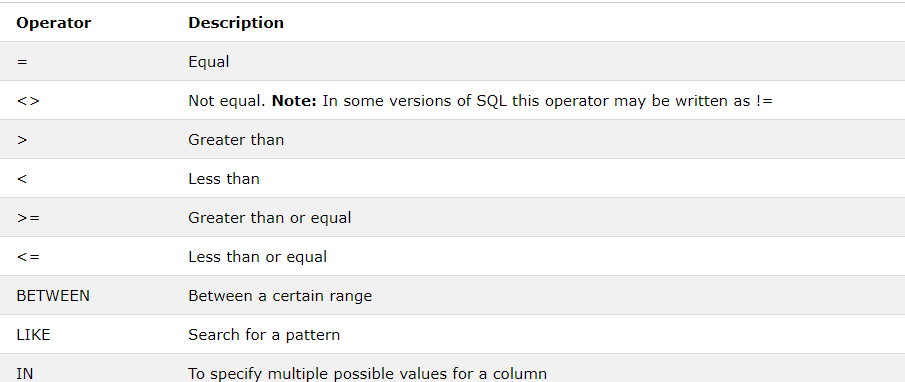 Operator Description
= Equal
<> Not equal. Note: In some versions of SQL this operator may be written as !=
> Greater than
< Less than
>= Greater than or equal
<= Less than or equal
BETWEEN Between a certain range
LIKE Search for a pattern
IN To specify multiple possible values for a column